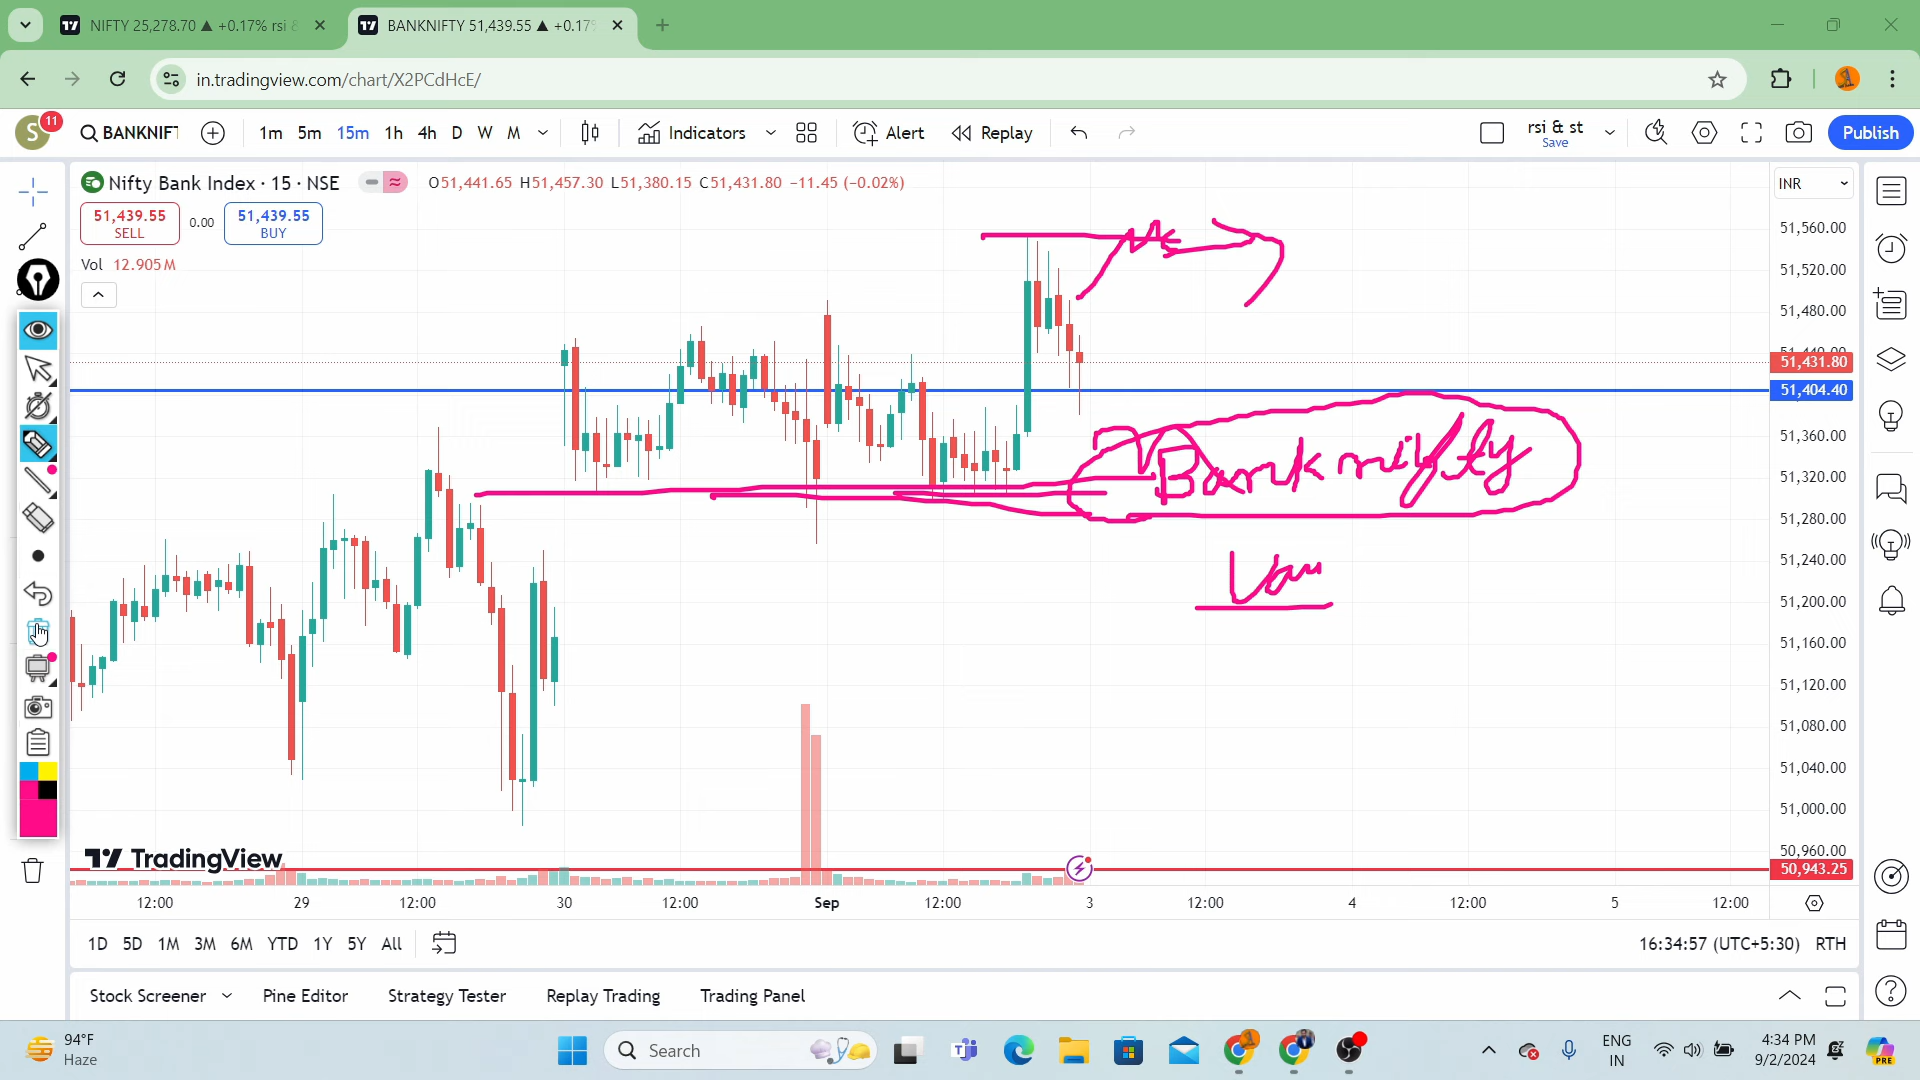 NIFTY 25,278.70 ▲ +0.17% rsi &
BANKNIFTY 51,439.55 ▲ +0.17%
in.tradingview.com/chart/X2PCdHcE/
S 11 BANKNIFT 1m 5m 15m 1h 4h D W M Indicators Alert Replay rsi & st Save Publish
Nifty Bank Index · 15 · NSE O51,441.65 H51,457.30 L51,380.15 C51,431.80 −11.45 (−0.02%) INR
51,439.55 0.00 51,439.55
SELL BUY
Vol 12.905M
51,560.00
51,520.00
51,480.00
51,440.00
51,431.80
51,404.40
51,360.00
Banknifty
51,320.00
51,280.00
51,240.00
51,200.00
51,160.00
51,120.00
51,080.00
51,040.00
51,000.00
50,960.00
TradingView
50,943.25
12:00 29 12:00 30 12:00 Sep 12:00 3 12:00 4 12:00 5 12:00
1D 5D 1M 3M 6M YTD 1Y 5Y All 16:34:57 (UTC+5:30) RTH
Stock Screener Pine Editor Strategy Tester Replay Trading Trading Panel
94°F
Haze
Search
ENG
IN
4:34 PM
9/2/2024
PRE